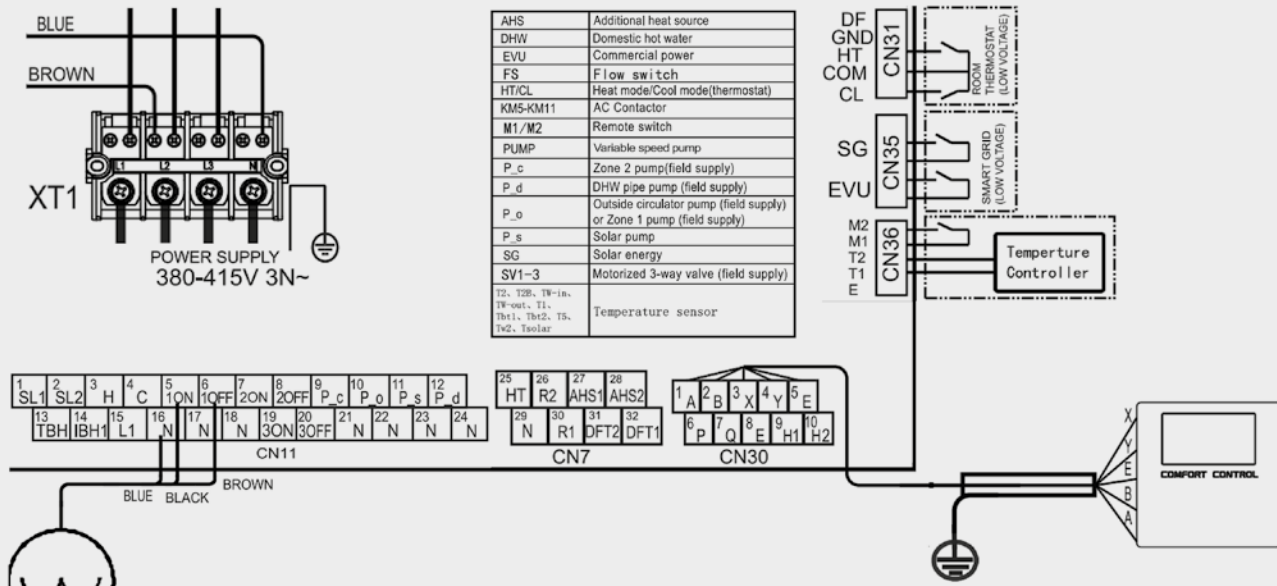 BLUE
BROWN
L1 L2 L3 N
XT1
POWER SUPPLY
380-415V 3N~
AHS Additional heat source
DHW Domestic hot water
EVU Commercial power
FS Flow switch
HT/CL Heat mode/Cool mode(thermostat)
KM5-KM11 AC Contactor
M1/M2 Remote switch
PUMP Variable speed pump
P_c Zone 2 pump(field supply)
P_d DHW pipe pump (field supply)
P_o Outside circulator pump (field supply)
or Zone 1 pump (field supply)
P_s Solar pump
SG Solar energy
SV1-3 Motorized 3-way valve (field supply)
T2、T2B、TW-in、
TW-out、T1、
Tbt1、Tbt2、T5、
Tw2、Tsolar
Temperature sensor
DF
GND
HT
COM
CL
CN31
ROOM
THERMOSTAT
(LOW VOLTAGE)
SG
EVU
CN35
SMART GRID
(LOW VOLTAGE)
M2
M1
T2
T1
E
CN36
Temperture
Controller
1 2 3 4 5 6 7 8 9 10 11 12
SL1 SL2 H C 1ON 1OFF 2ON 2OFF P_c P_o P_s P_d
13 14 15 16 17 18 19 20 21 22 23 24
TBH IBH1 L1 N N N 3ON 3OFF N N N N
CN11
25 26 27 28
HT R2 AHS1 AHS2
29 30 31 32
N R1 DFT2 DFT1
CN7
1 2 3 4 5
A B X Y E
6 7 8 9 10
P Q E H1 H2
CN30
BLUE BLACK BROWN
X
Y
E
B
A
COMFORT CONTROL